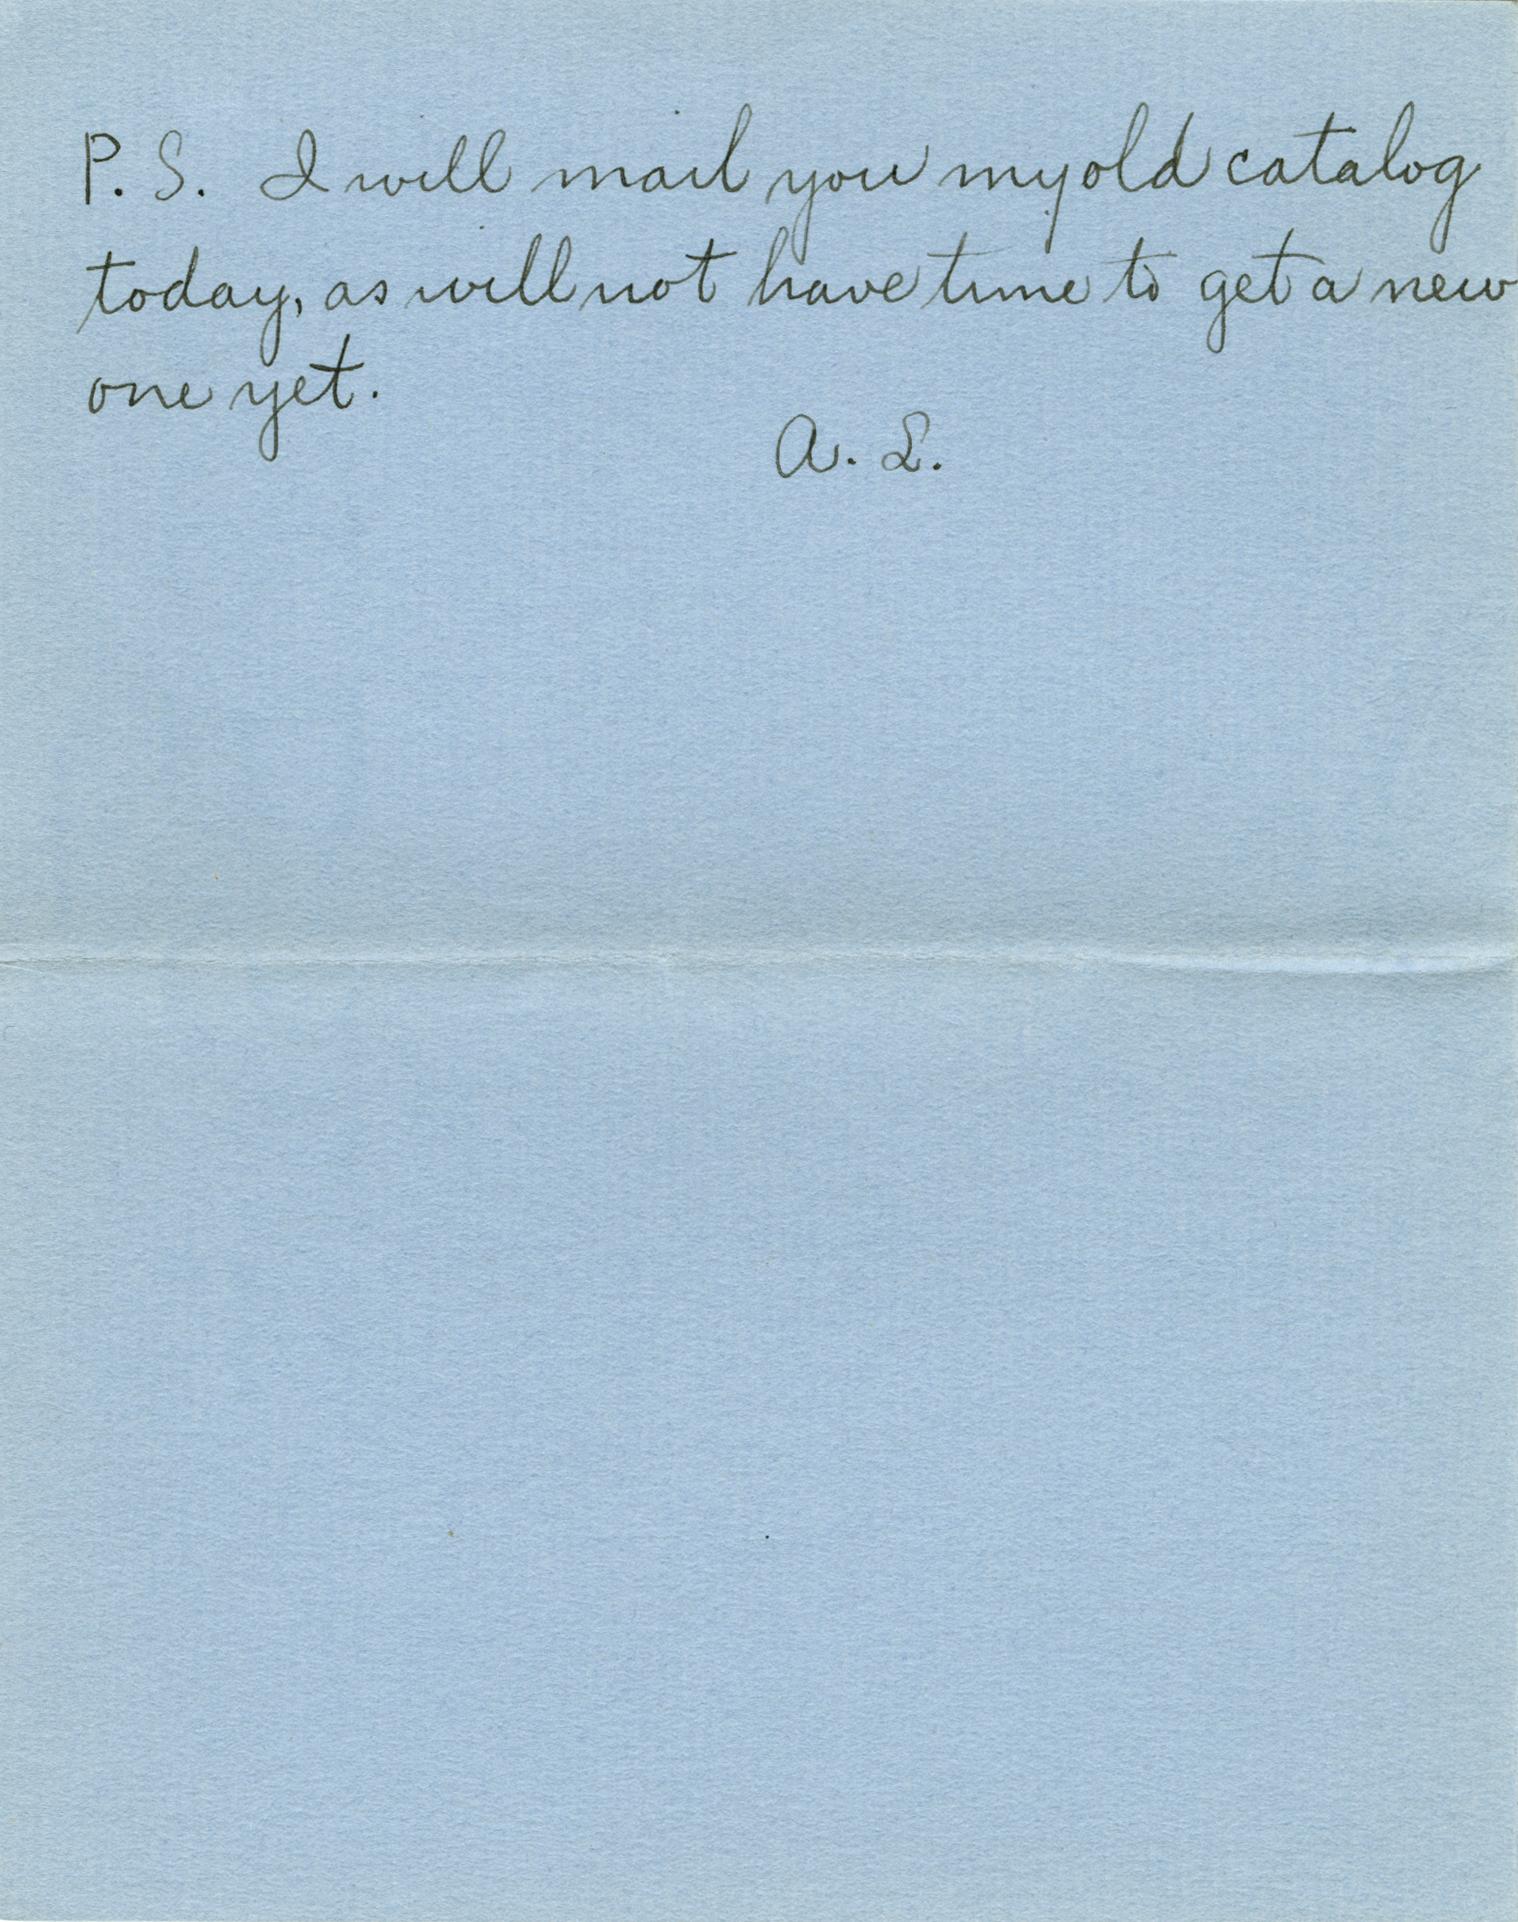 P. S. I will mail you my old catalog
today, as will not have time to get a new
one yet.
A. L.